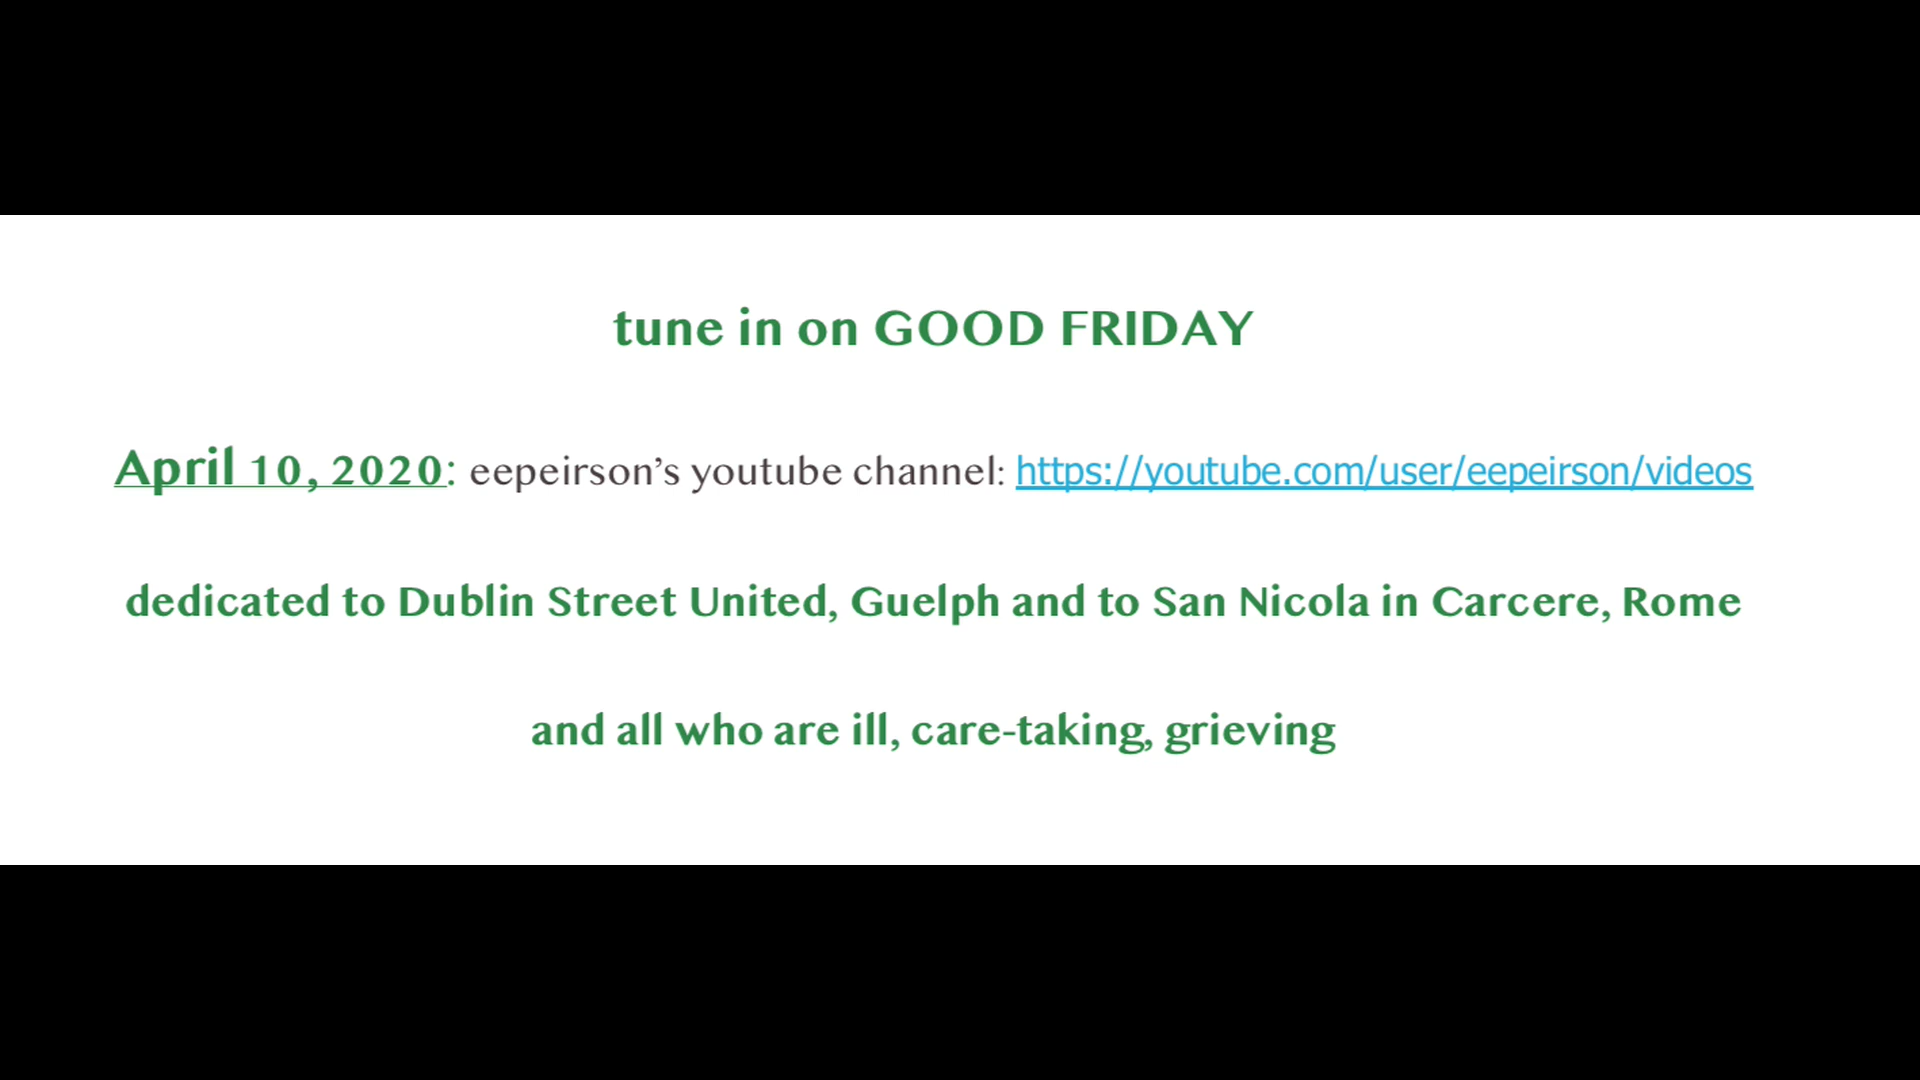 tune in on GOOD FRIDAY
April 10, 2020: eepeirson’s youtube channel: https://youtube.com/user/eepeirson/videos
dedicated to Dublin Street United, Guelph and to San Nicola in Carcere, Rome
and all who are ill, care-taking, grieving